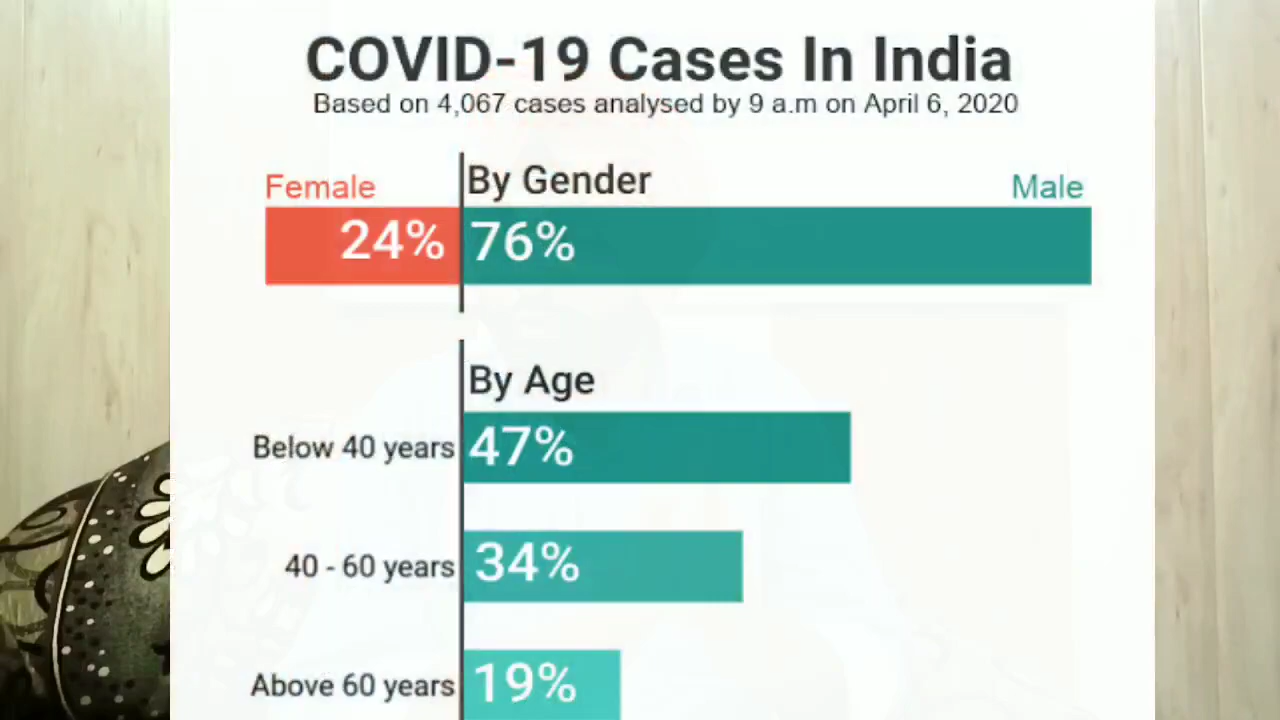 COVID-19 Cases In India
Based on 4,067 cases analysed by 9 a.m on April 6, 2020
Female By Gender Male
24% 76%
By Age
Below 40 years 47%
40 - 60 years 34%
Above 60 years 19%